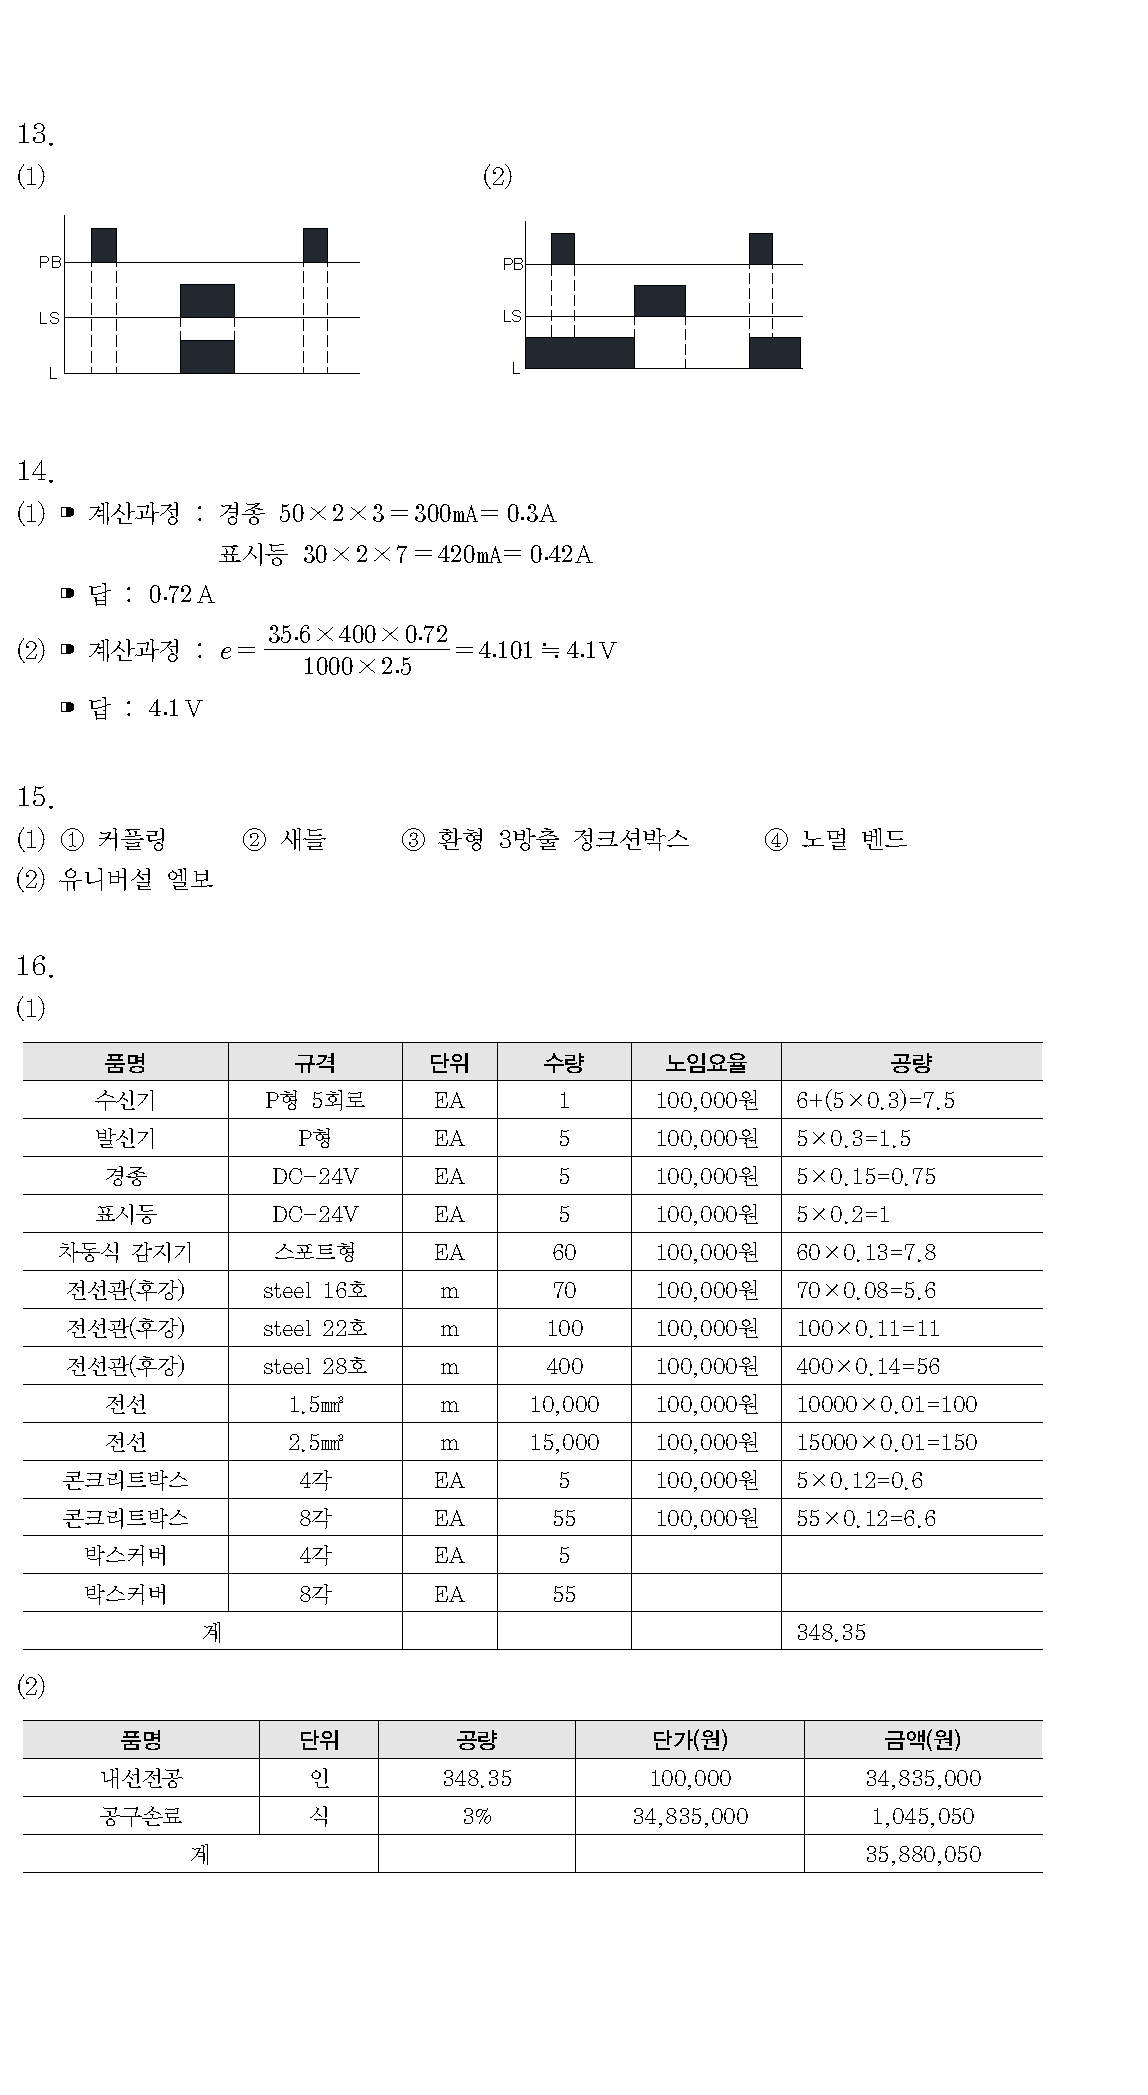 13.
(1) (2)
PB
LS
L
PB
LS
L
14.
(1) ➠ 계산과정 : 경종 50×2×3=300mA=0.3A
표시등 30×2×7=420mA=0.42A
➠ 답 : 0.72A
(2) ➠ 계산과정 : e=(35.6×400×0.72)/(1000×2.5)=4.101≒4.1V
➠ 답 : 4.1V
15.
(1) ① 커플링 ② 새들 ③ 환형 3방출 정크션박스 ④ 노멀 벤드
(2) 유니버설 엘보
16.
(1)
품명 규격 단위 수량 노임요율 공량
수신기 P형 5회로 EA 1 100,000원 6+(5×0.3)=7.5
발신기 P형 EA 5 100,000원 5×0.3=1.5
경종 DC-24V EA 5 100,000원 5×0.15=0.75
표시등 DC-24V EA 5 100,000원 5×0.2=1
차동식 감지기 스포트형 EA 60 100,000원 60×0.13=7.8
전선관(후강) steel 16호 m 70 100,000원 70×0.08=5.6
전선관(후강) steel 22호 m 100 100,000원 100×0.11=11
전선관(후강) steel 28호 m 400 100,000원 400×0.14=56
전선 1.5㎟ m 10,000 100,000원 10000×0.01=100
전선 2.5㎟ m 15,000 100,000원 15000×0.01=150
콘크리트박스 4각 EA 5 100,000원 5×0.12=0.6
콘크리트박스 8각 EA 55 100,000원 55×0.12=6.6
박스커버 4각 EA 5
박스커버 8각 EA 55
계 348.35
(2)
품명 단위 공량 단가(원) 금액(원)
내선전공 인 348.35 100,000 34,835,000
공구손료 식 3% 34,835,000 1,045,050
계 35,880,050